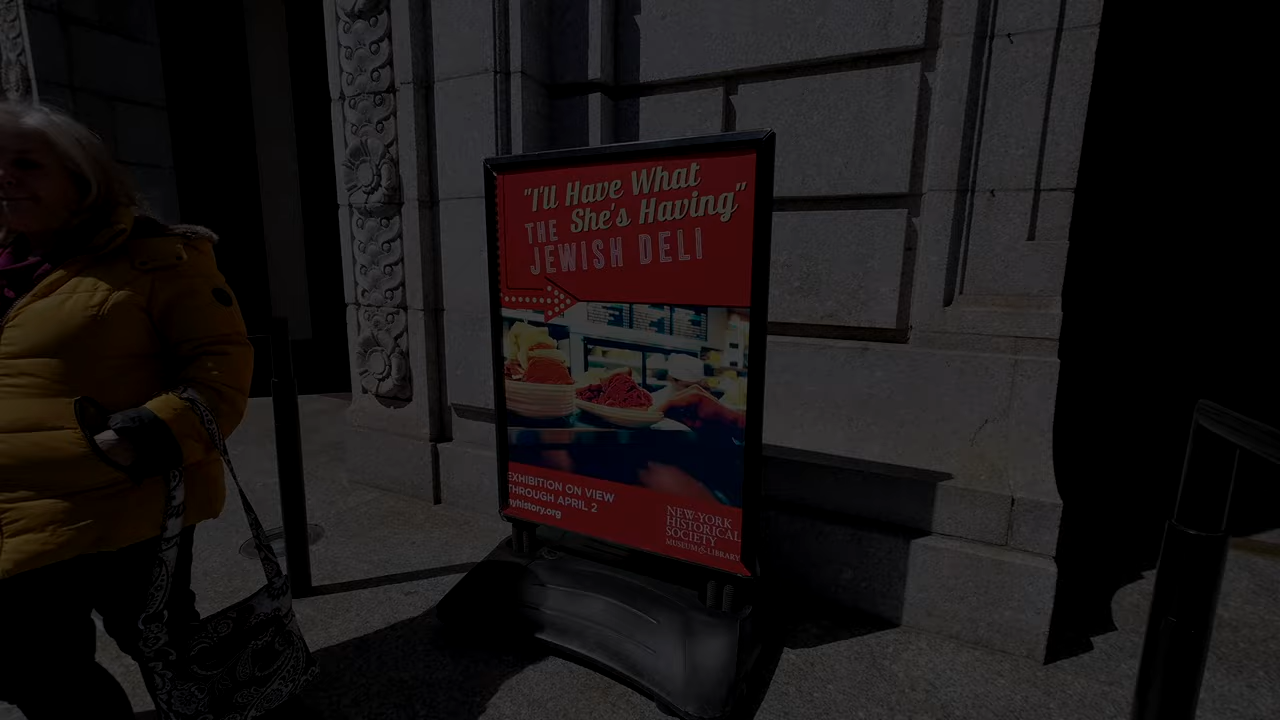 "I'll Have What
She's Having"
THE
JEWISH DELI
EXHIBITION ON VIEW
THROUGH APRIL 2
nyhistory.org
NEW-YORK
HISTORICAL
SOCIETY
MUSEUM & LIBRARY